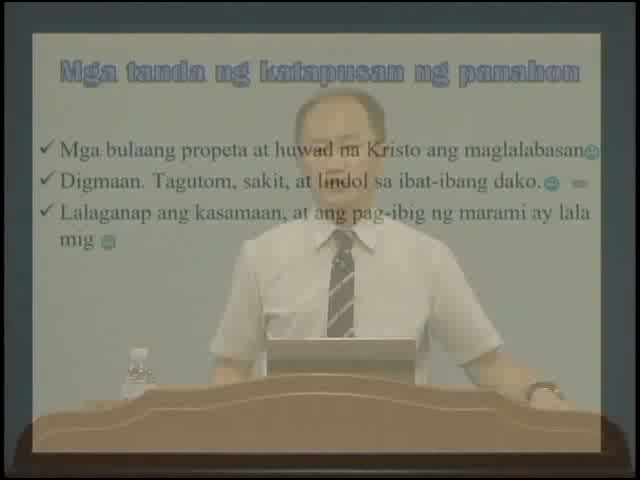 Mga tanda ng katapusan ng panahon
Mga bulaang propeta at huwad na Kristo ang maglalabasan
Digmaan. Tagutom, sakit, at lindol sa ibat-ibang dako.
Lalaganap ang kasamaan, at ang pag-ibig ng marami ay lala
mig